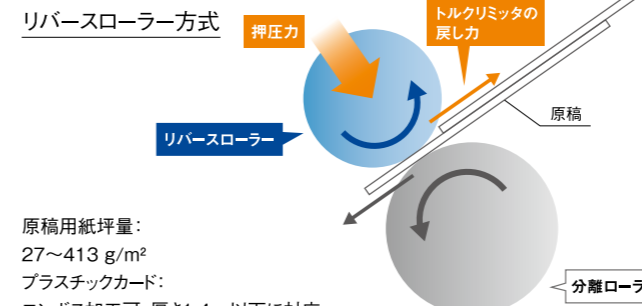 リバースローラー方式
押圧力
トルクリミッタの
戻し力
原稿
リバースローラー
原稿用紙坪量：
27～413 g/m²
プラスチックカード：
分離ローラ